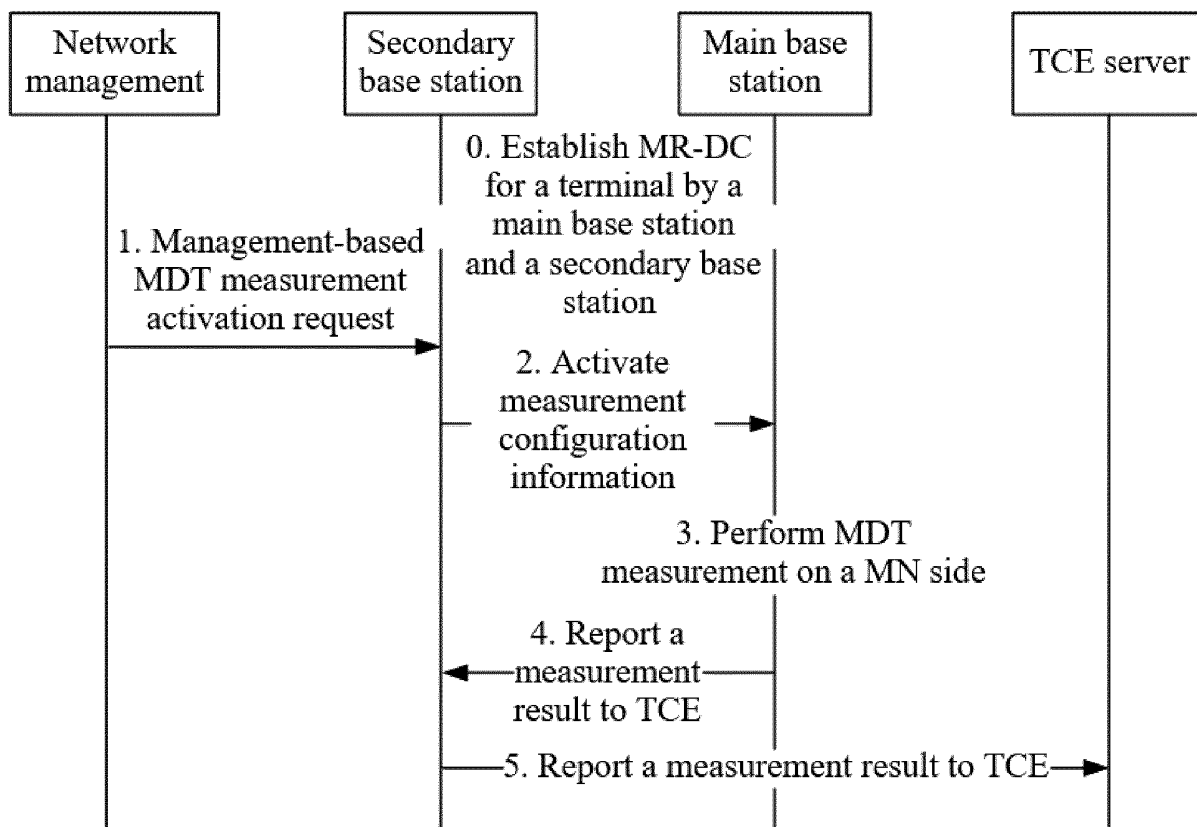 Network
management
Secondary
base station
Main base
station
TCE server
0. Establish MR-DC
for a terminal by a
main base station
and a secondary base
station
1. Management-based
MDT measurement
activation request
2. Activate
measurement
configuration
information
3. Perform MDT
measurement on a MN side
4. Report a
measurement
result to TCE
5. Report a measurement result to TCE